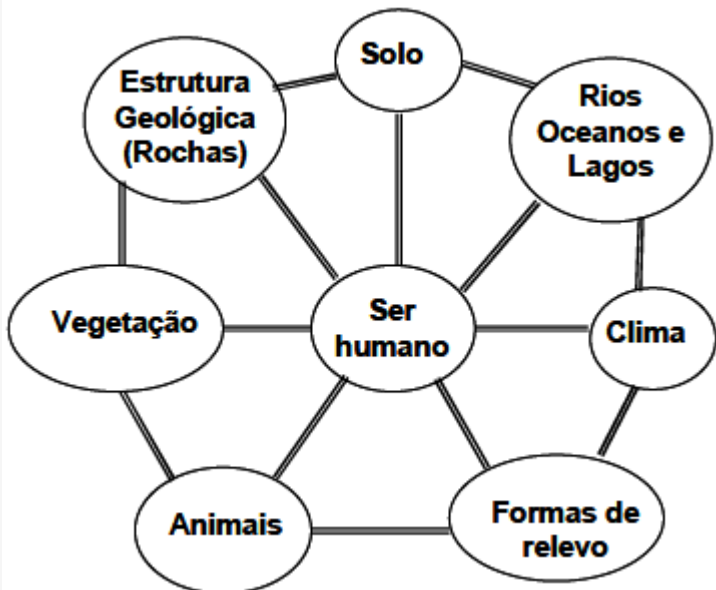 Solo
Estrutura
Geológica
(Rochas)
Rios
Oceanos e
Lagos
Vegetação
Ser
humano
Clima
Animais
Formas de
relevo